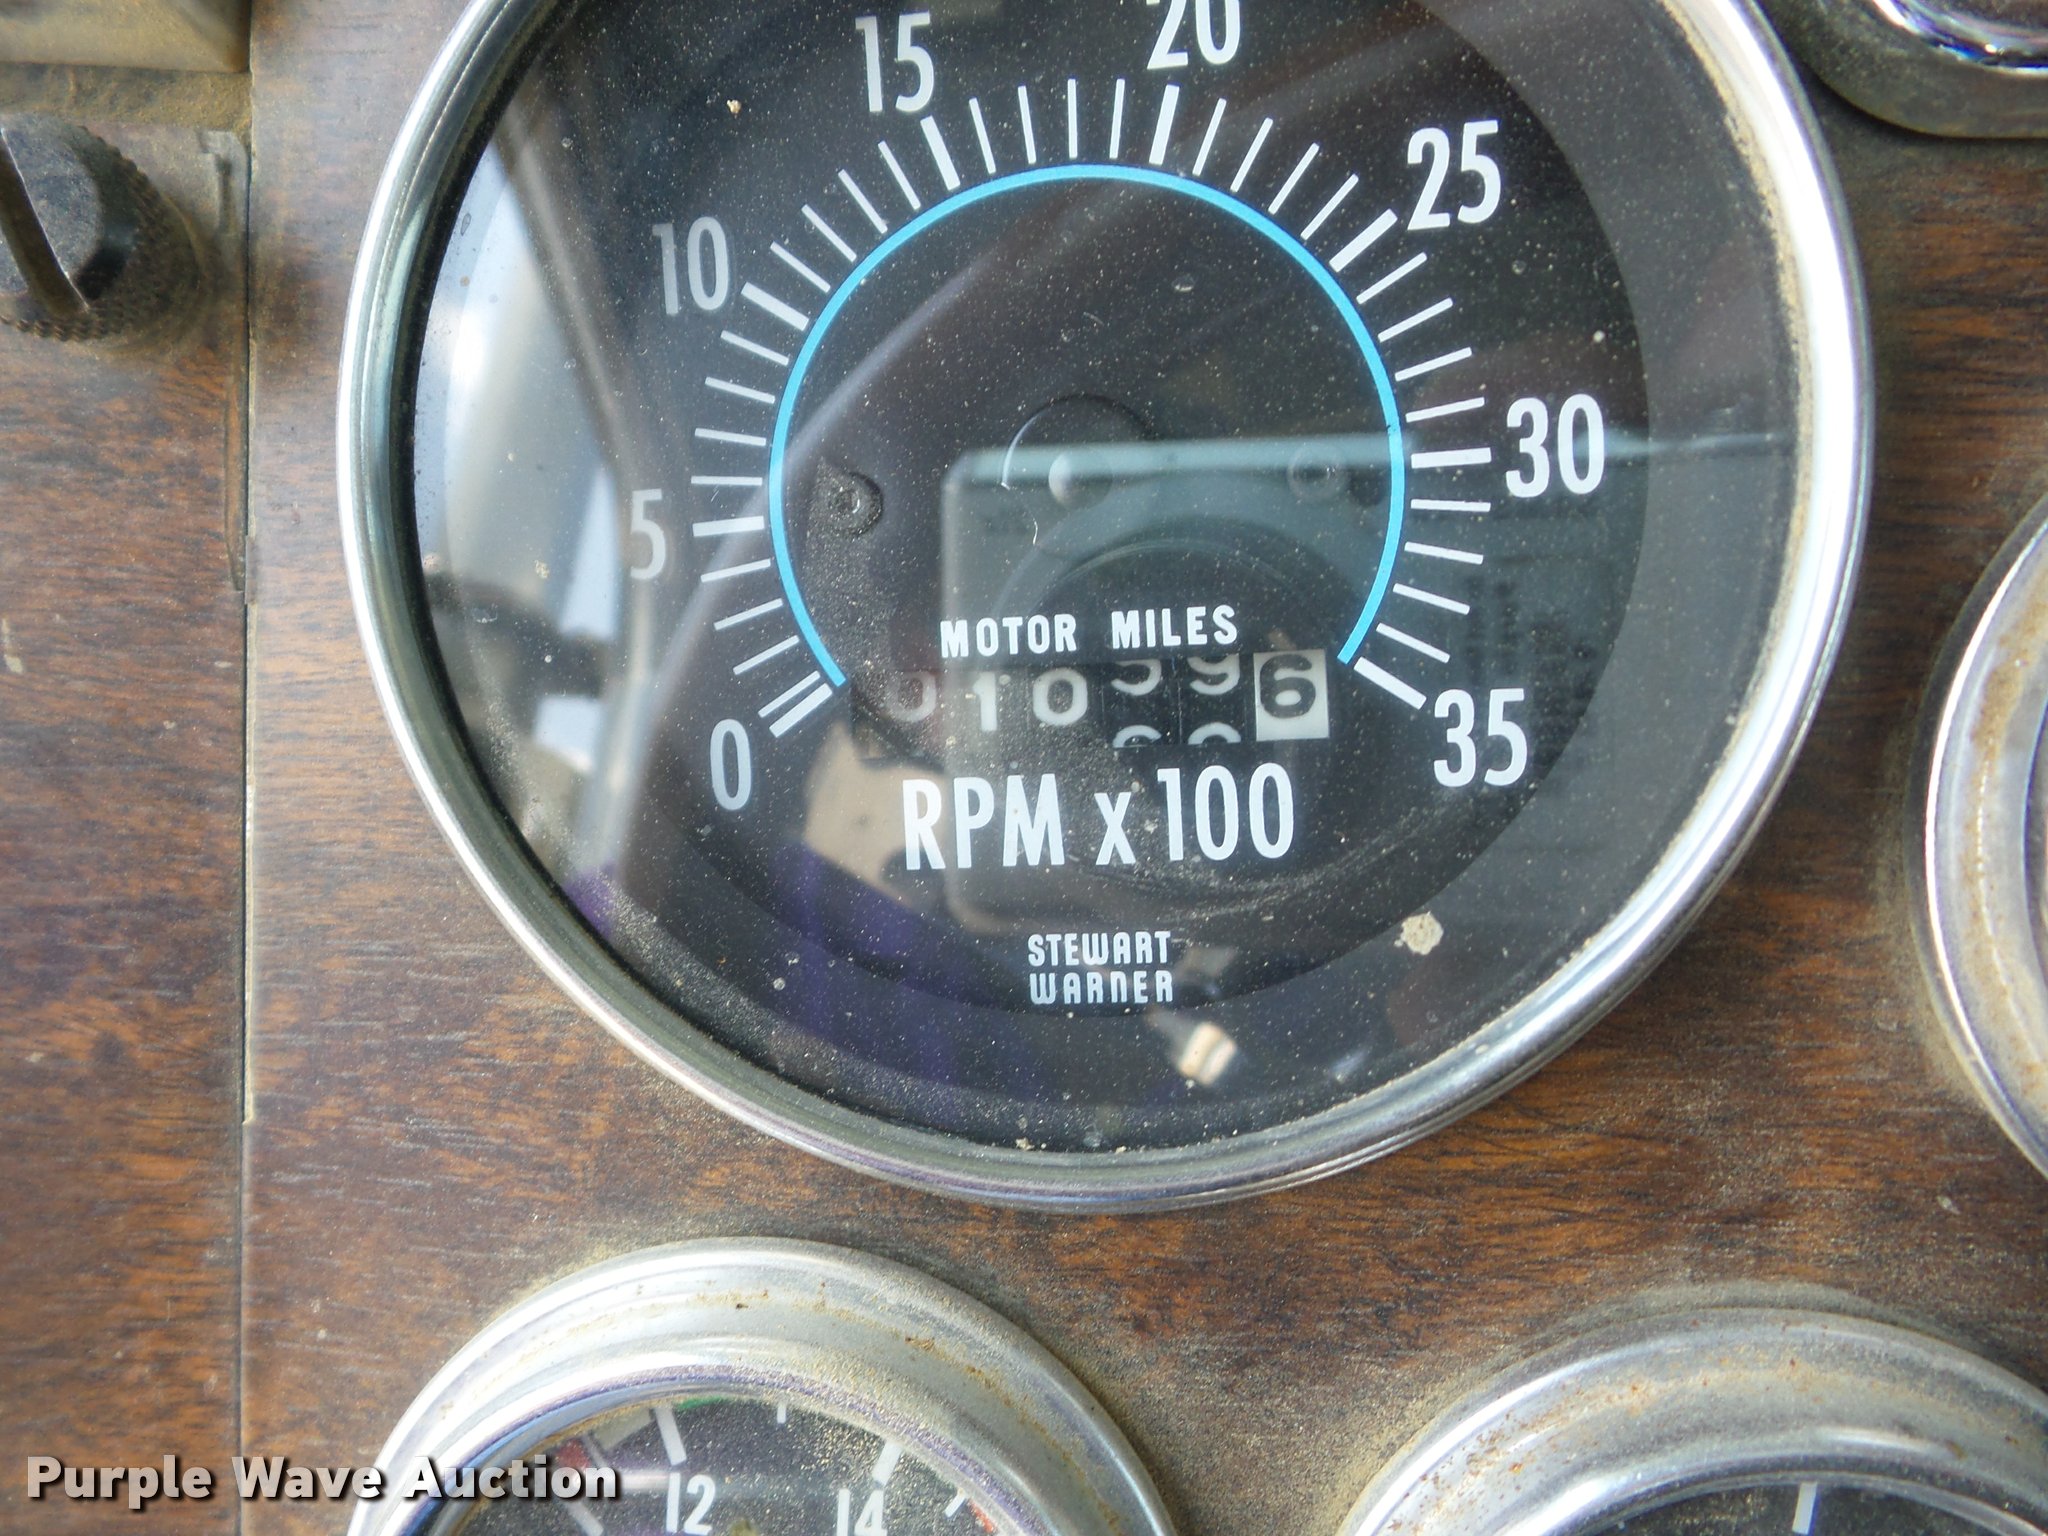 15 20
25
10
30
5
MOTOR MILES
0 35
RPM x 100
STEWART
WARNER
12 14
Purple Wave Auction